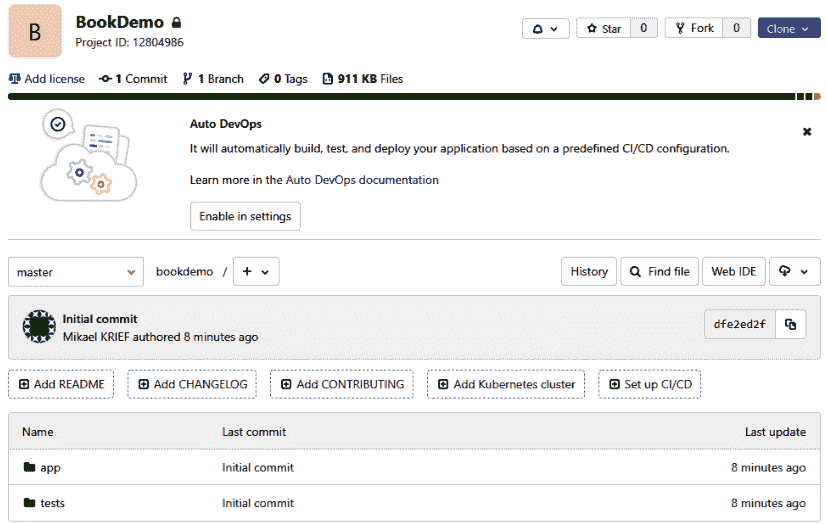 B
BookDemo
Project ID: 12804986
Star 0 Fork 0 Clone
Add license 1 Commit 1 Branch 0 Tags 911 KB Files
Auto DevOps
It will automatically build, test, and deploy your application based on a predefined CI/CD configuration.
Learn more in the Auto DevOps documentation
Enable in settings
master bookdemo / + History Find file Web IDE
Initial commit
Mikael KRIEF authored 8 minutes ago
dfe2ed2f
Add README Add CHANGELOG Add CONTRIBUTING Add Kubernetes cluster Set up CI/CD
Name Last commit Last update
app Initial commit 8 minutes ago
tests Initial commit 8 minutes ago